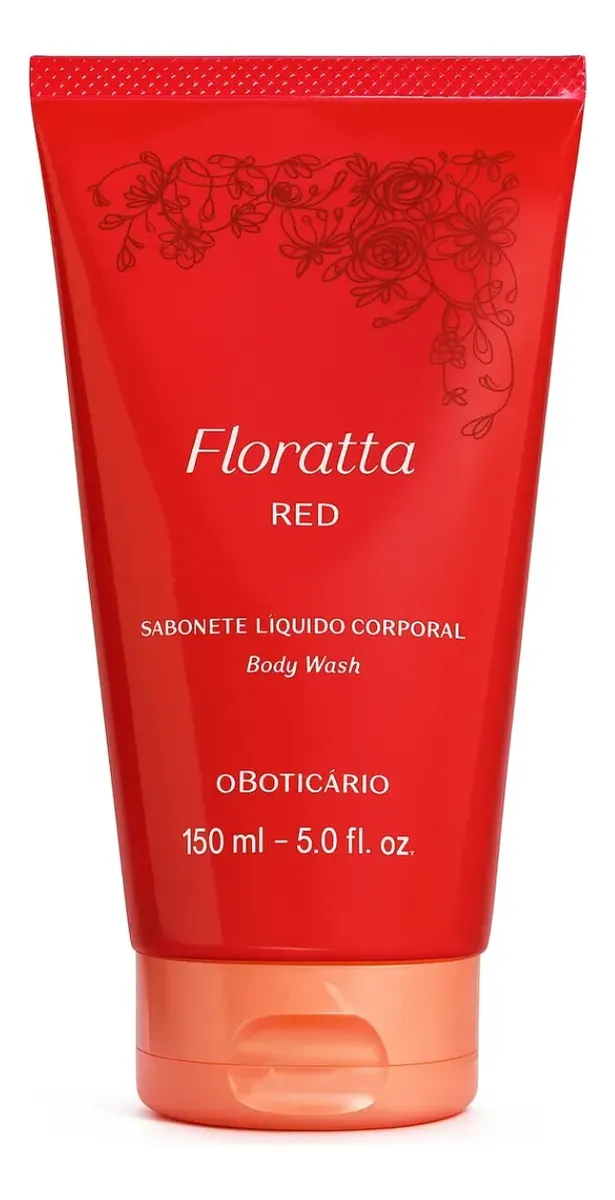 Floratta
RED
SABONETE LÍQUIDO CORPORAL
Body Wash
oBOTICÁRIO
150 ml – 5.0 fl. oz.